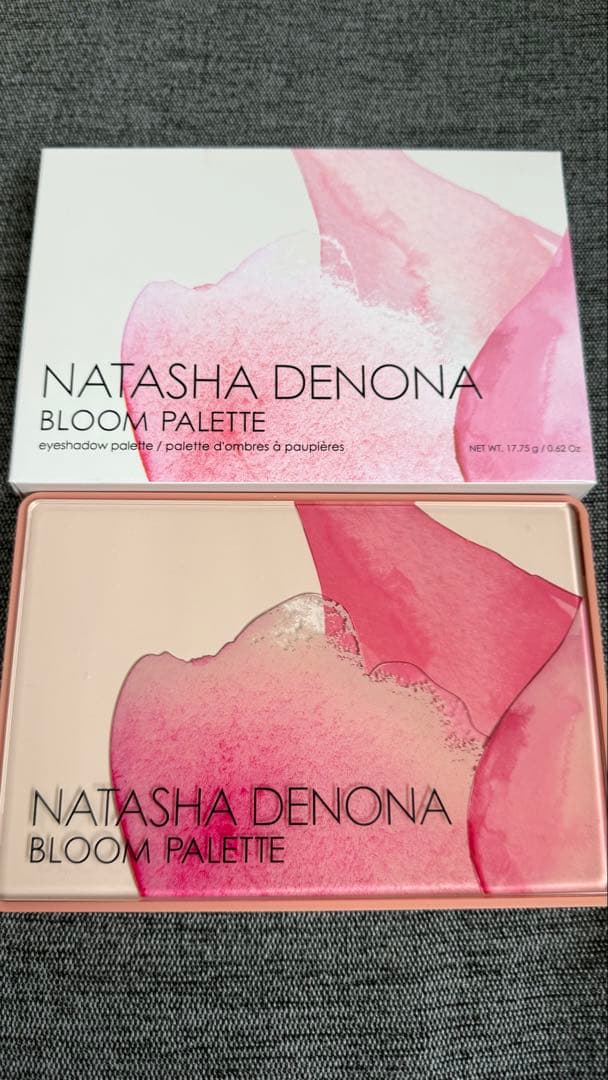 NATASHA DENONA
BLOOM PALETTE
eyeshadow palette / palette d'ombres à paupières
NET WT. 17.75 g / 0.62 Oz
NATASHA DENONA
BLOOM PALETTE